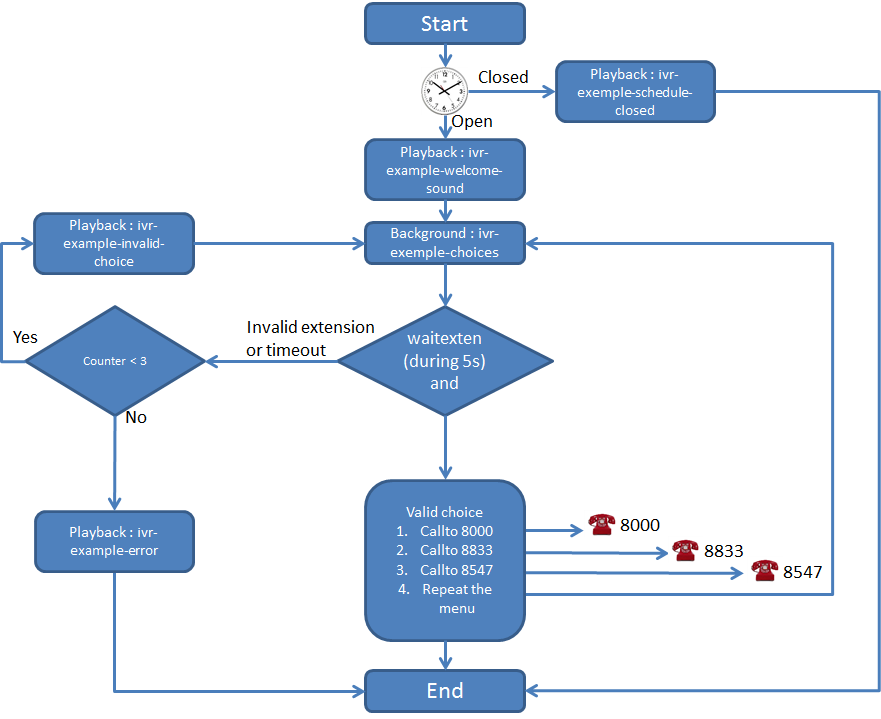 Start
Closed
Playback : ivr-
exemple-schedule-
closed
Open
Playback : ivr-
example-welcome-
sound
Playback : ivr-
example-invalid-
choice
Background : ivr-
exemple-choices
Yes
Counter < 3
Invalid extension
or timeout
waitexten
(during 5s)
and
No
Valid choice
1. Callto 8000
2. Callto 8833
3. Callto 8547
4. Repeat the
menu
8000
8833
8547
Playback : ivr-
example-error
End